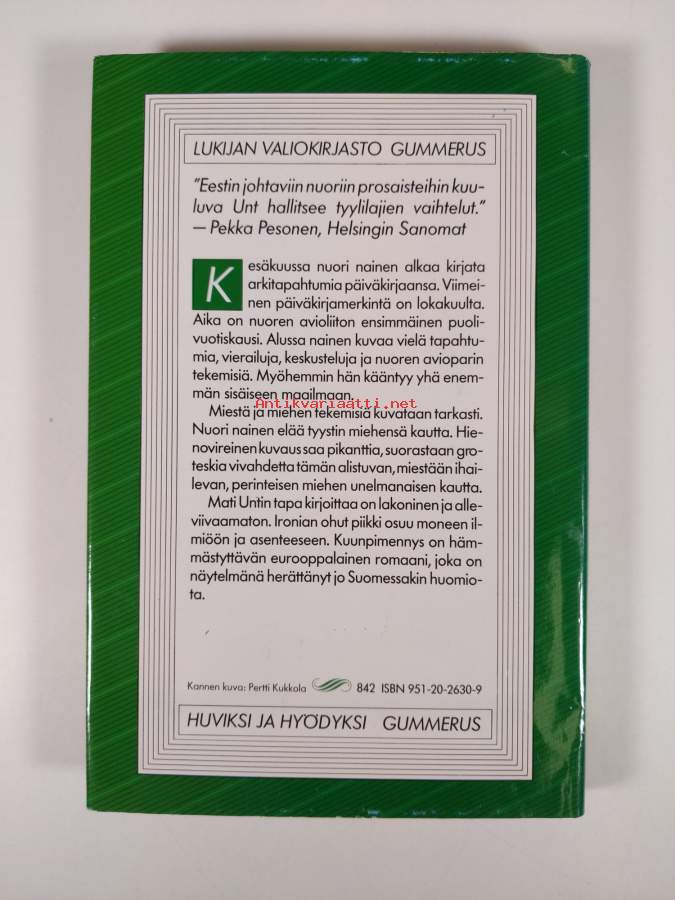 LUKIJAN VALIOKIRJASTO GUMMERUS
"Eestin johtaviin nuoriin prosaisteihin kuu-
luva Unt hallitsee tyylilajien vaihtelut."
— Pekka Pesonen, Helsingin Sanomat
Kesäkuussa nuori nainen alkaa kirjata
arkitapahtumia päiväkirjaansa. Viimei-
nen päiväkirjamerkintä on lokakuulta.
Aika on nuoren avioliiton ensimmäinen puoli-
vuotiskausi. Alussa nainen kuvaa vielä tapahtu-
mia, vierailuja, keskusteluja ja nuoren avioparin
tekemisiä. Myöhemmin hän kääntyy yhä enem-
män sisäiseen maailmaan.
Antikvariaatti.net
Miestä ja miehen tekemisiä kuvataan tarkasti.
Nuori nainen elää tyystin miehensä kautta. Hie-
novireinen kuvaus saa pikanttia, suorastaan gro-
teskia vivahdetta tämän alistuvan, miestään ihai-
levan, perinteisen miehen unelmanaisen kautta.
Mati Untin tapa kirjoittaa on lakoninen ja alle-
viivaamaton. Ironian ohut piikki osuu moneen il-
miöön ja asenteeseen. Kuunpimennys on häm-
mästyttävän eurooppalainen romaani, joka on
näytelmänä herättänyt jo Suomessakin huomio-
ta.
Kannen kuva: Pertti Kukkola 842 ISBN 951-20-2630-9
HUVIKSI JA HYÖDYKSI GUMMERUS